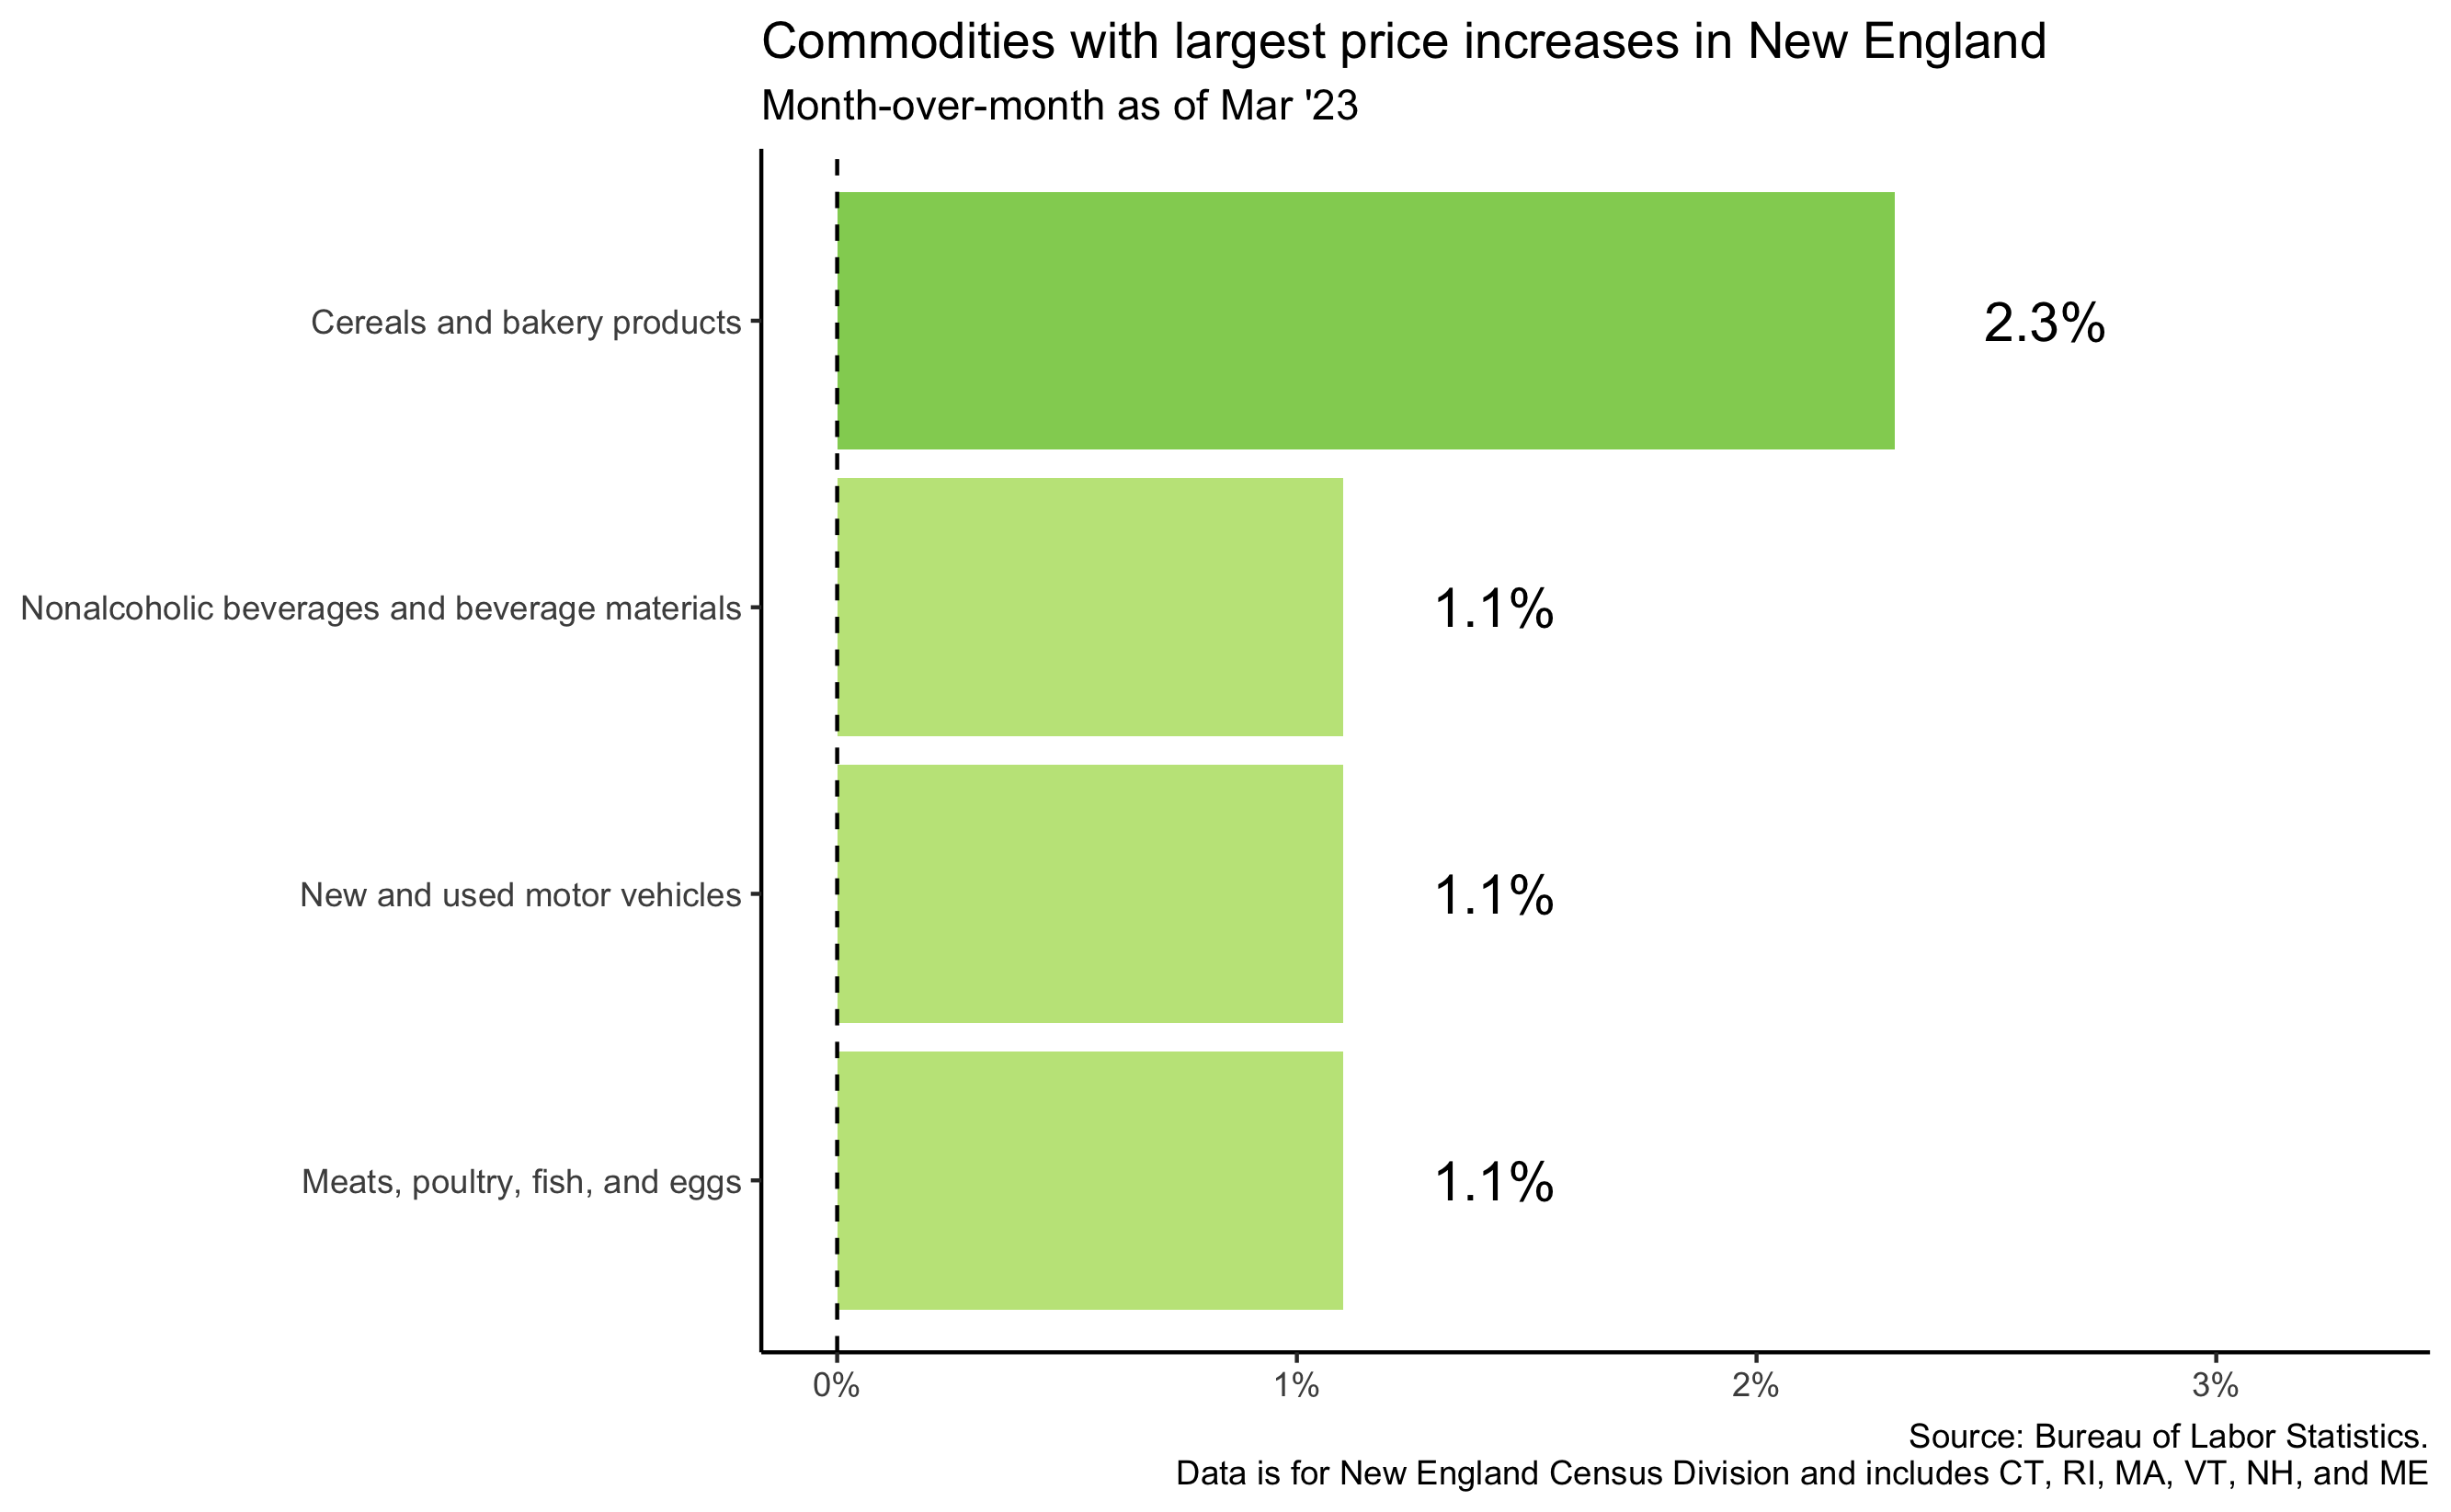 Commodities with largest price increases in New England
Month-over-month as of Mar '23
Cereals and bakery products
2.3%
Nonalcoholic beverages and beverage materials
1.1%
New and used motor vehicles
1.1%
Meats, poultry, fish, and eggs
1.1%
0%
1%
2%
3%
Source: Bureau of Labor Statistics.
Data is for New England Census Division and includes CT, RI, MA, VT, NH, and ME